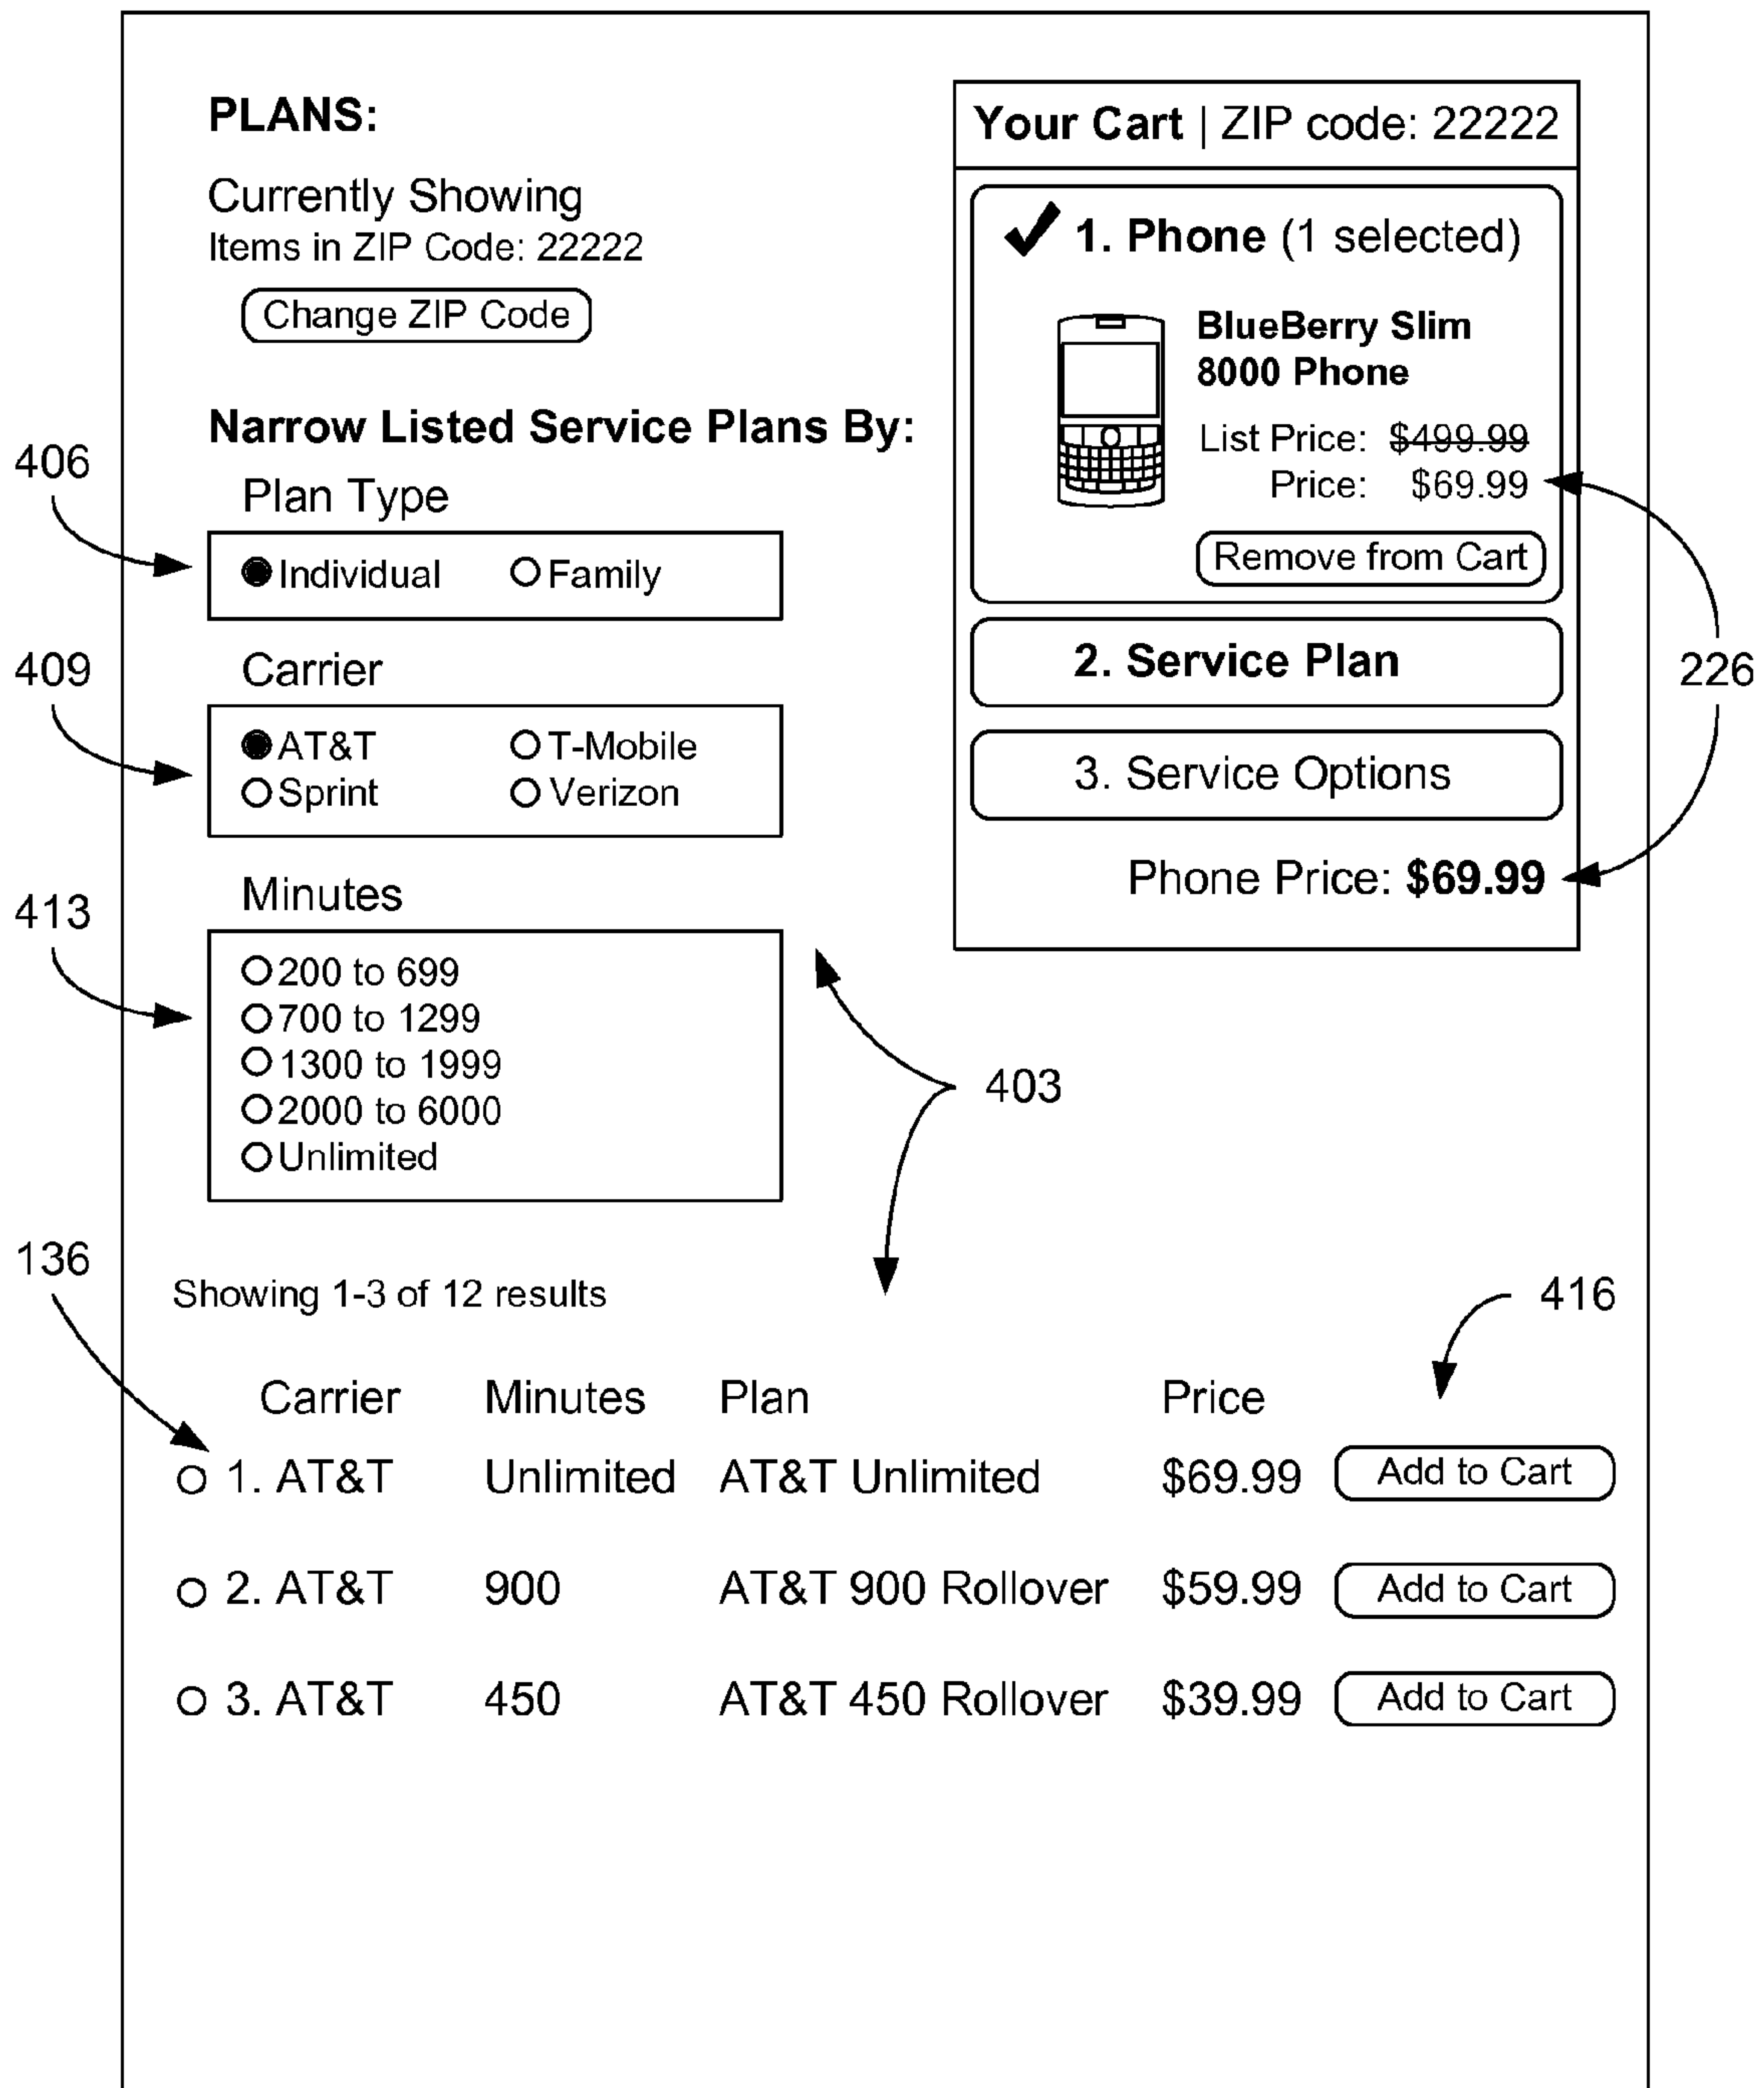 PLANS:
Currently Showing
Items in ZIP Code: 22222
Change ZIP Code
Narrow Listed Service Plans By:
406
Plan Type
Individual Family
409
Carrier
AT&T T-Mobile
Sprint Verizon
413
Minutes
200 to 699
700 to 1299
1300 to 1999
2000 to 6000
Unlimited
Your Cart | ZIP code: 22222
1. Phone (1 selected)
BlueBerry Slim
8000 Phone
List Price: $499.99
Price: $69.99
Remove from Cart
2. Service Plan
226
3. Service Options
Phone Price: $69.99
403
136
Showing 1-3 of 12 results
416
Carrier Minutes Plan Price
1. AT&T Unlimited AT&T Unlimited $69.99 Add to Cart
2. AT&T 900 AT&T 900 Rollover $59.99 Add to Cart
3. AT&T 450 AT&T 450 Rollover $39.99 Add to Cart